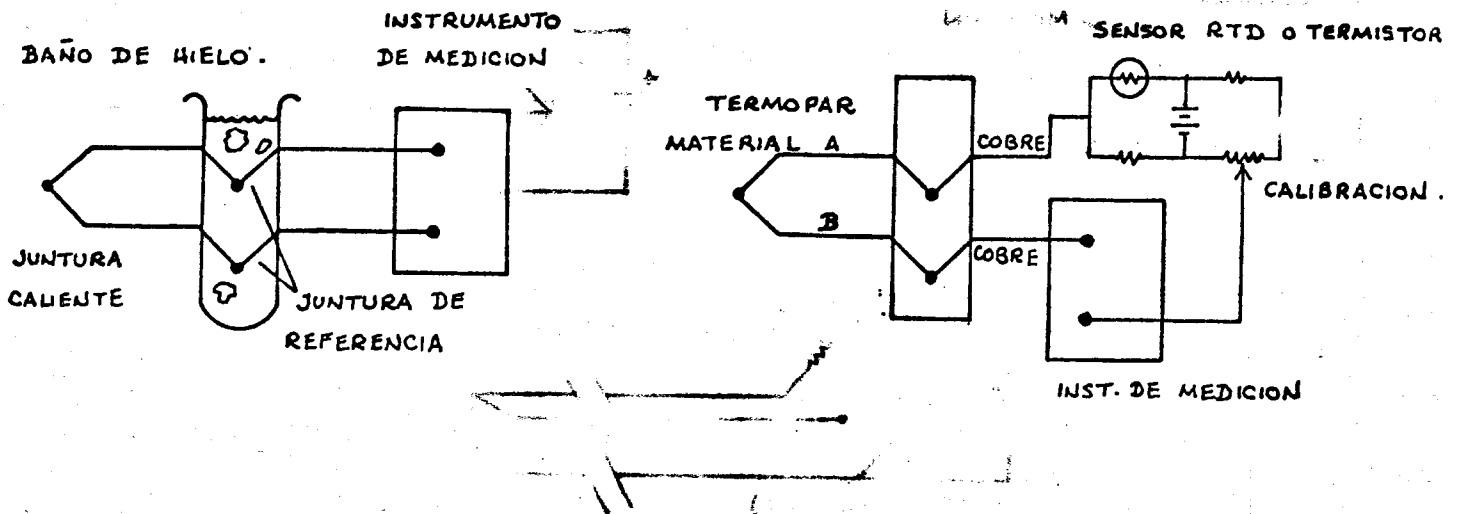 BAÑO DE HIELO.
INSTRUMENTO
DE MEDICION
JUNTURA
CALIENTE
JUNTURA DE
REFERENCIA
SENSOR RTD O TERMISTOR
TERMOPAR
MATERIAL A
B
COBRE
COBRE
CALIBRACION.
INST. DE MEDICION